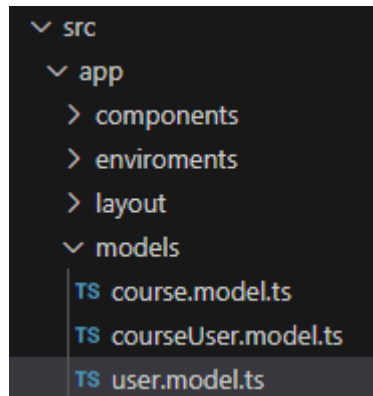 src
app
components
enviroments
layout
models
TS course.model.ts
TS courseUser.model.ts
TS user.model.ts